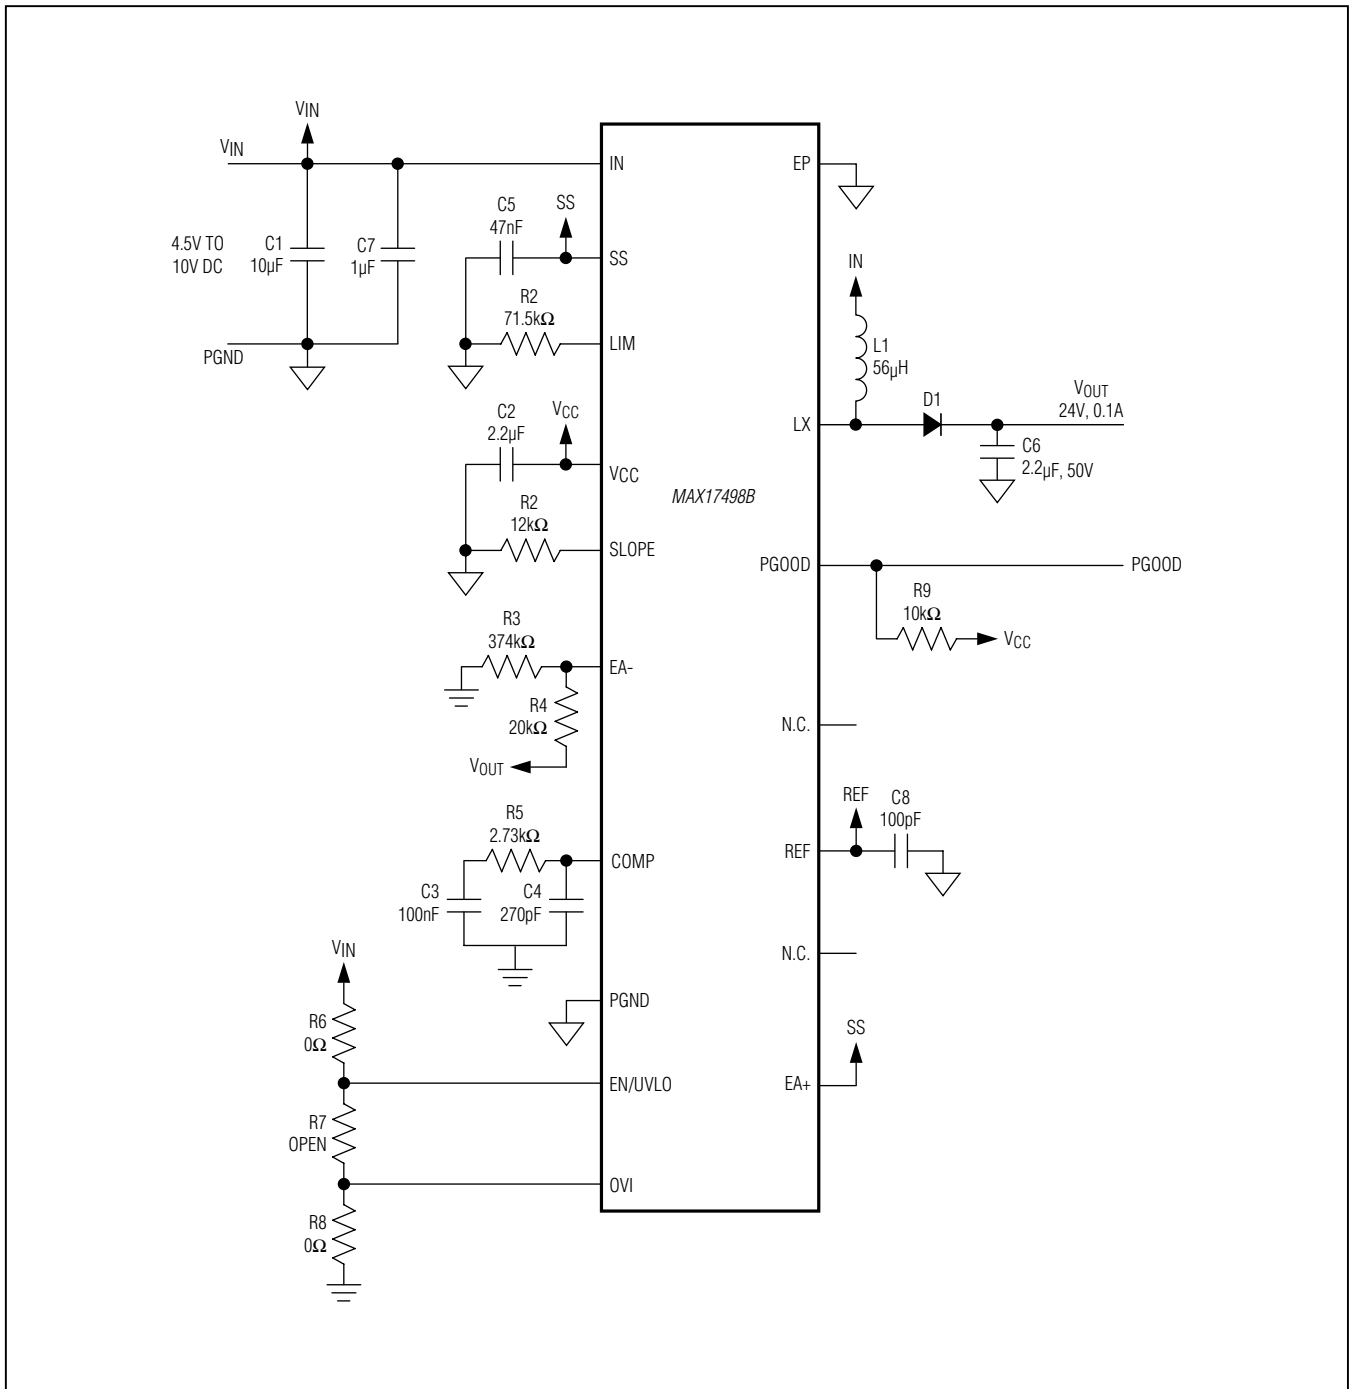 VIN
VIN
4.5V TO
10V DC
C1
10µF
C7
1µF
PGND
C5
47nF
SS
R2
71.5kΩ
C2
2.2µF
VCC
R2
12kΩ
R3
374kΩ
R4
20kΩ
VOUT
R5
2.73kΩ
C3
100nF
C4
270pF
VIN
R6
0Ω
R7
OPEN
R8
0Ω
IN
SS
LIM
VCC
SLOPE
EA-
COMP
PGND
EN/UVLO
OVI
MAX17498B
EP
LX
PGOOD
N.C.
REF
N.C.
EA+
IN
L1
56µH
D1
VOUT
24V, 0.1A
C6
2.2µF, 50V
PGOOD
R9
10kΩ
VCC
REF
C8
100pF
SS